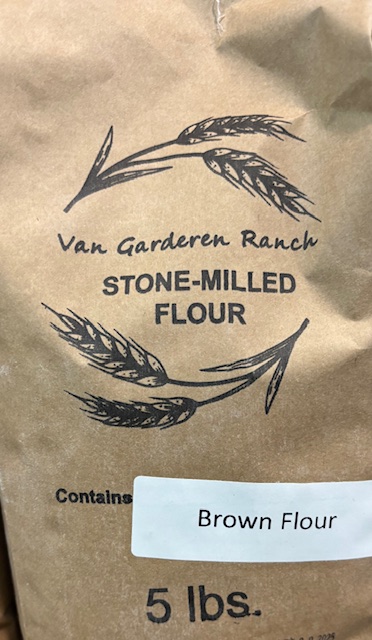 Van Garderen Ranch
STONE-MILLED
FLOUR
Contains
Brown Flour
5 lbs.